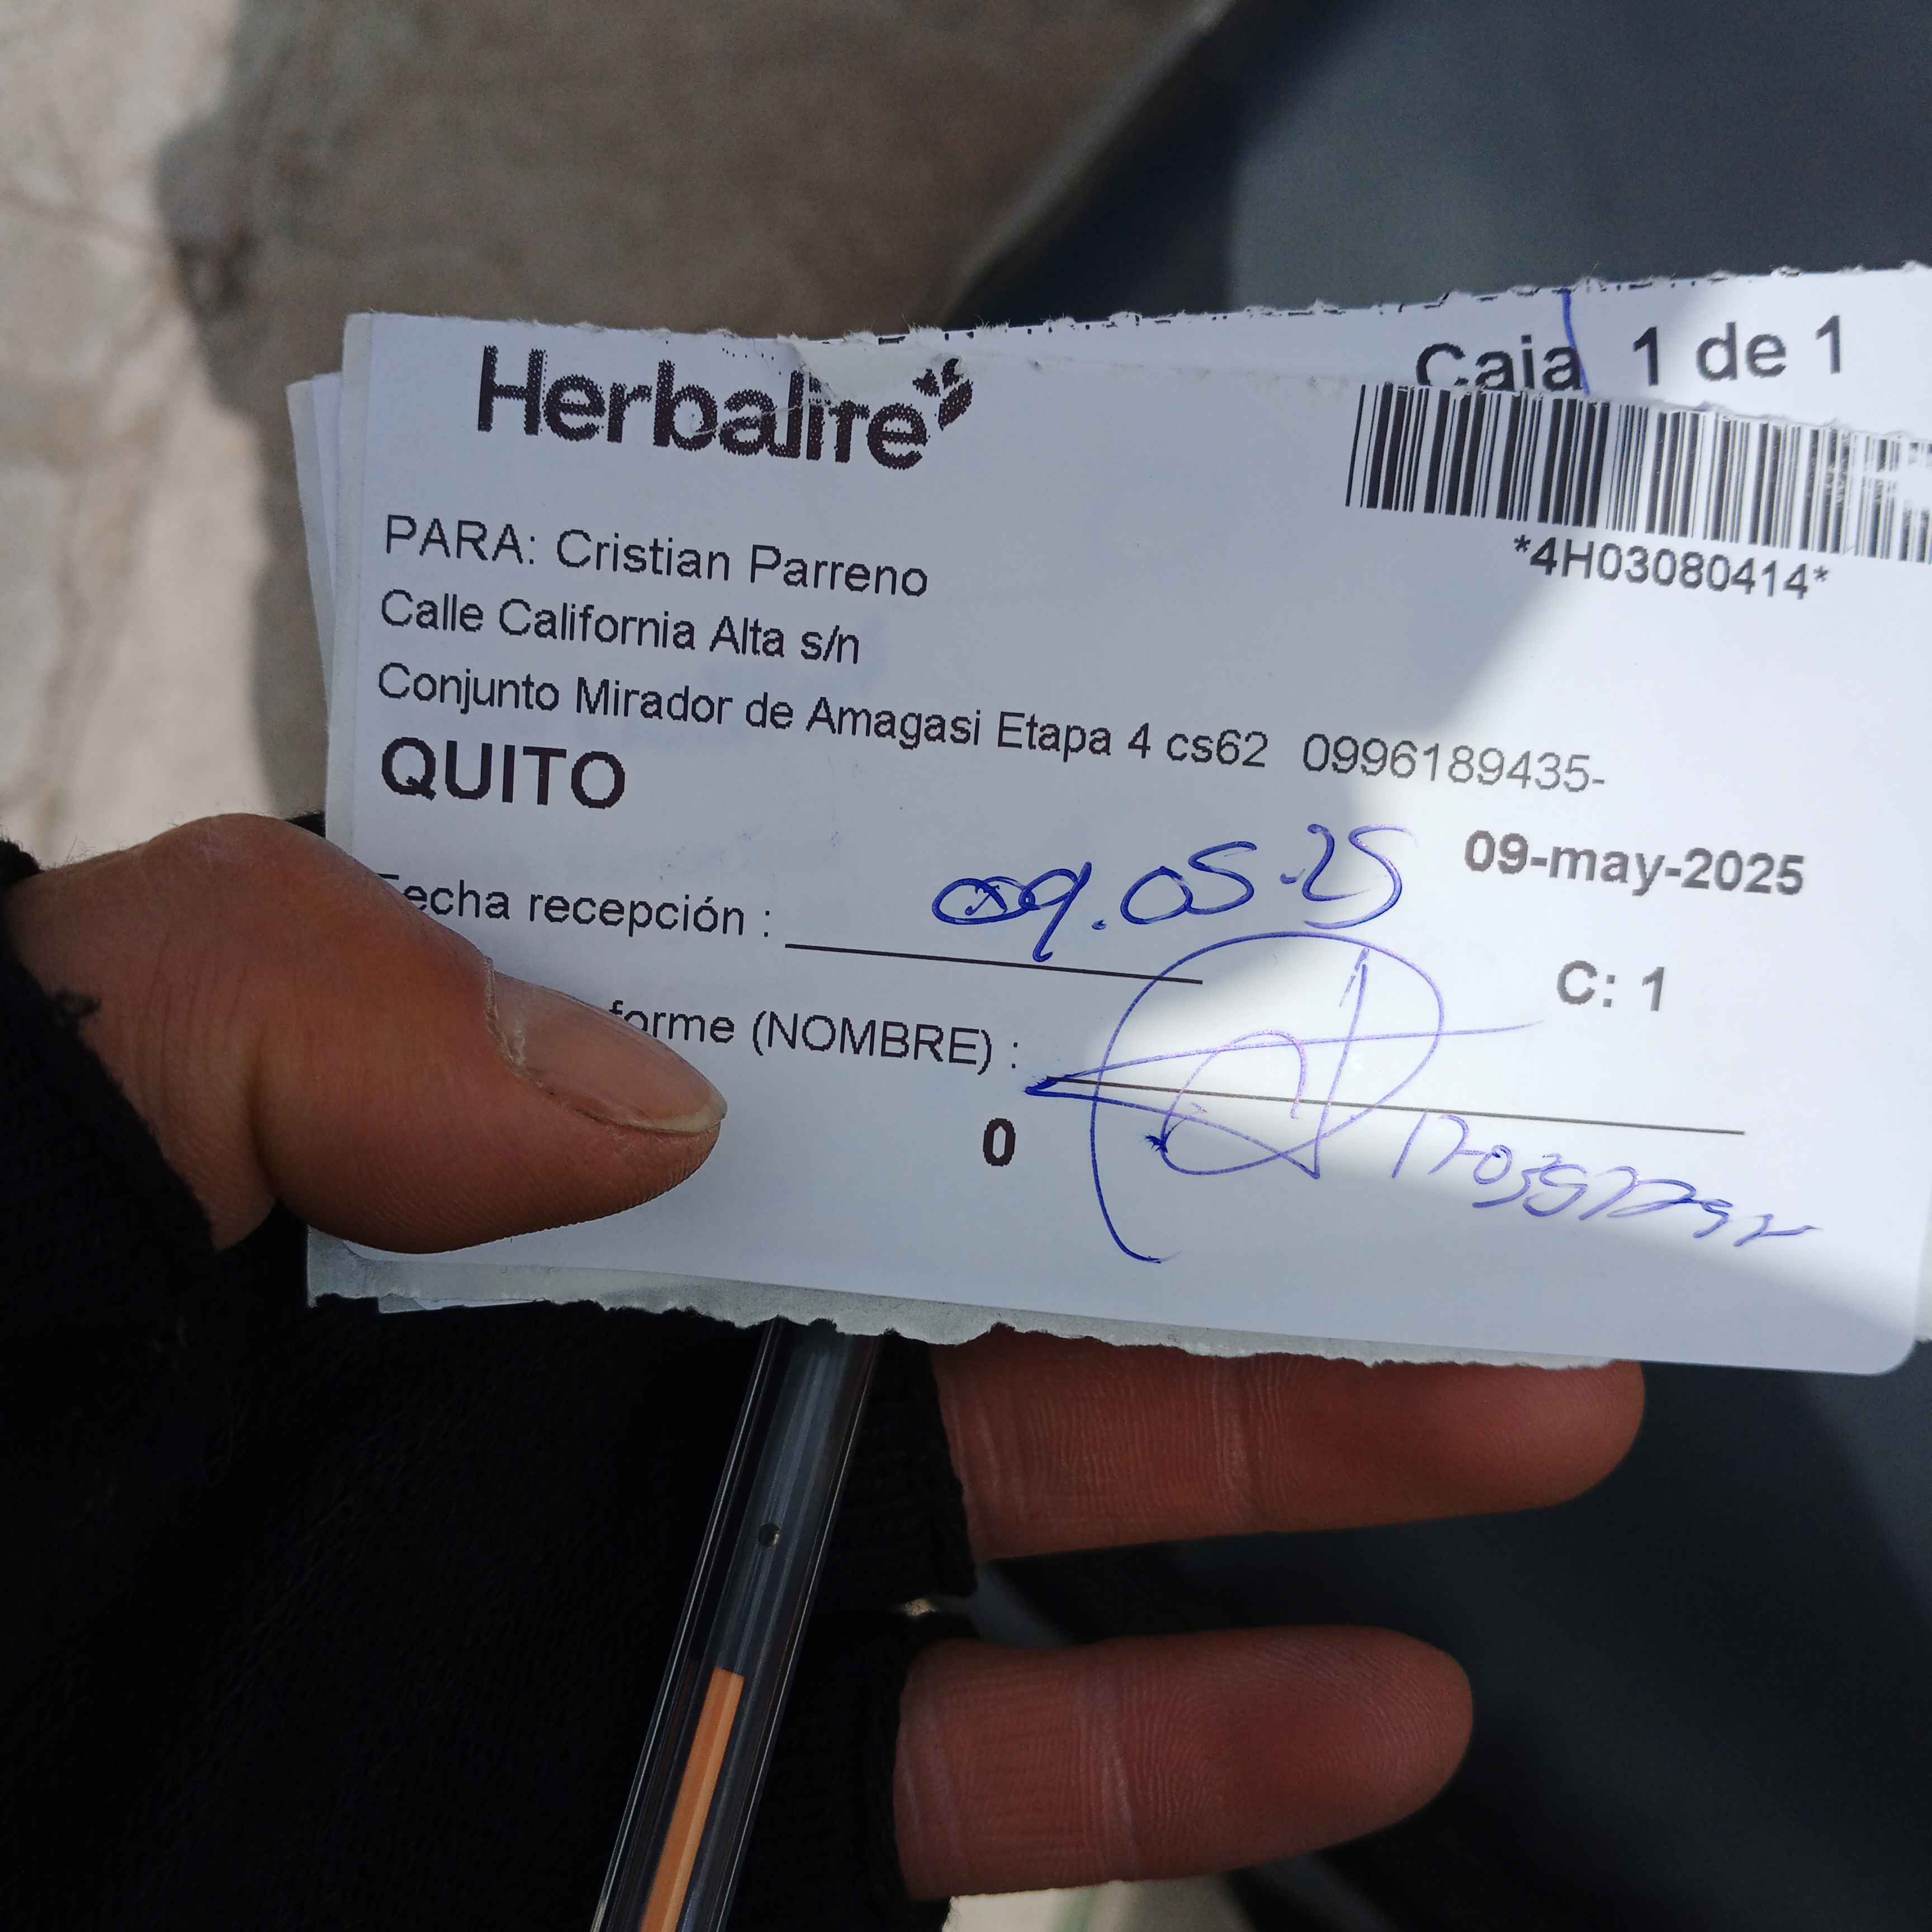 Herbalife
Caja 1 de 1
*4H03080414*
PARA: Cristian Parreno
Calle California Alta s/n
Conjunto Mirador de Amagasi Etapa 4 cs62 0996189435-
QUITO
09-may-2025
Fecha recepción : 09.05-25
C: 1
forme (NOMBRE) :
0